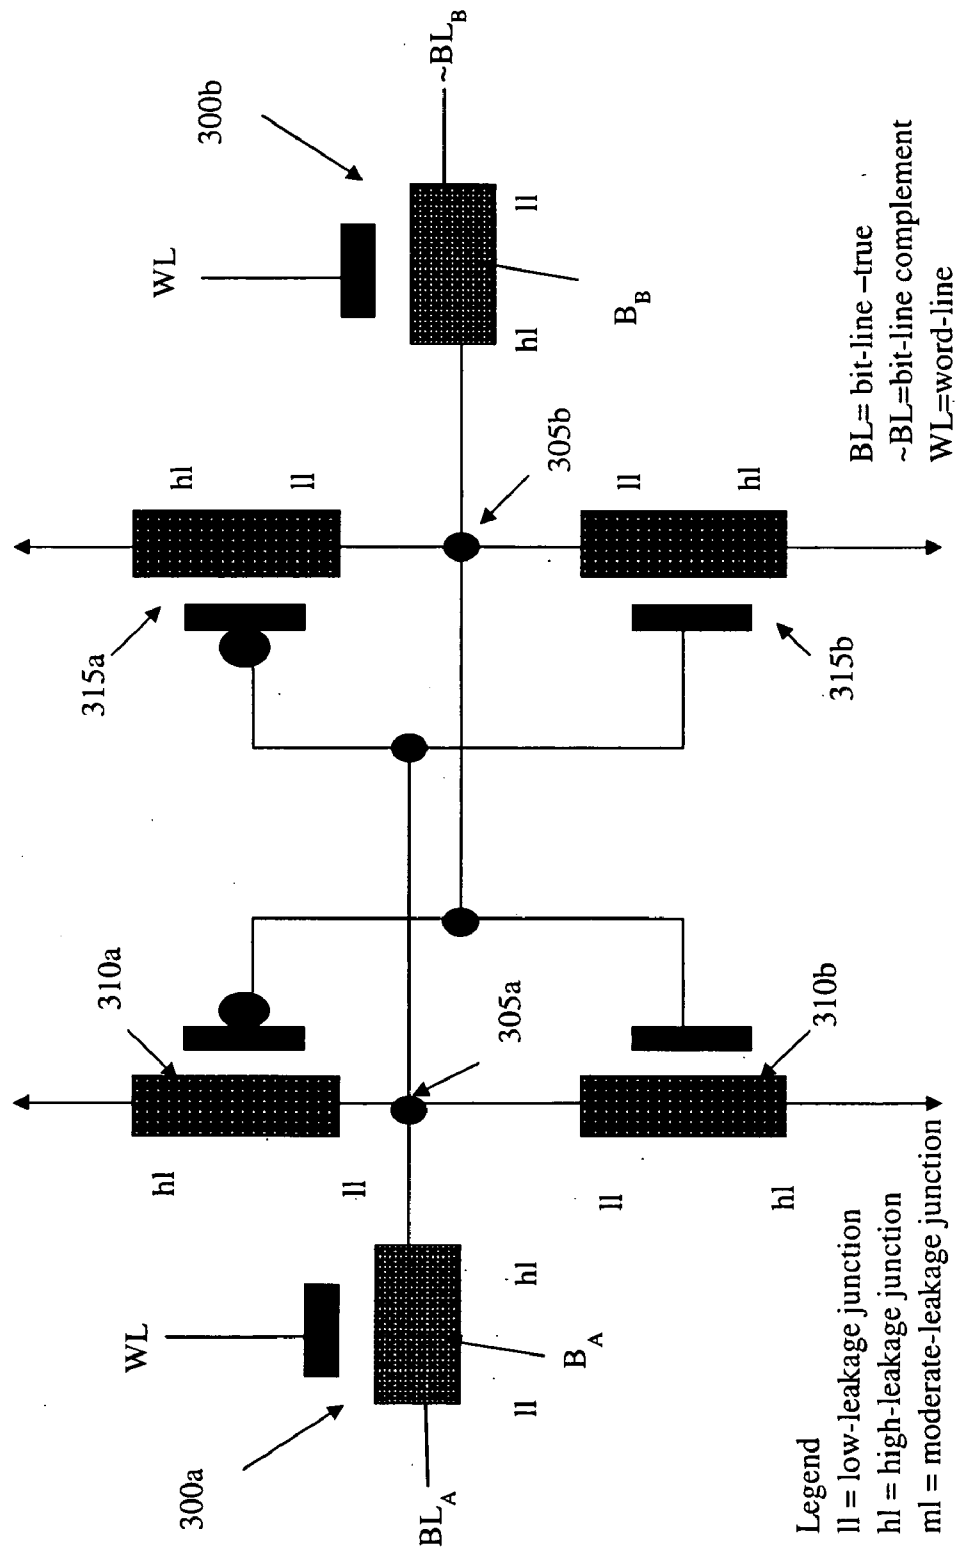 WL
WL
300a
300b
BL_A
~BL_B
ll
hl
B_A
hl
ll
B_B
hl
ll
310a
305a
ll
hl
310b
hl
ll
315a
305b
ll
hl
315b
Legend
ll = low-leakage junction
hl = high-leakage junction
ml = moderate-leakage junction
BL= bit-line –true
~BL=bit-line complement
WL=word-line